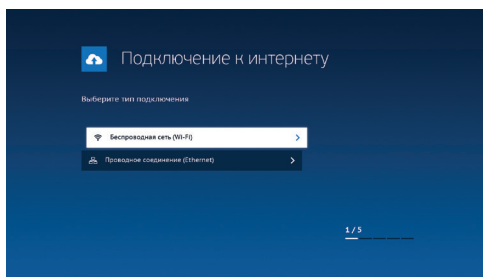 Подключение к интернету
Выберите тип подключения
Беспроводная сеть (Wi-Fi)
Проводное соединение (Ethernet)
1/5